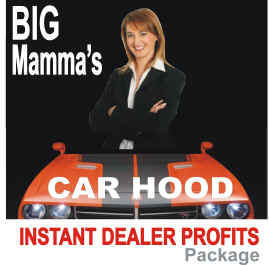 BIG
Mamma's
CAR HOOD
INSTANT DEALER PROFITS
Package